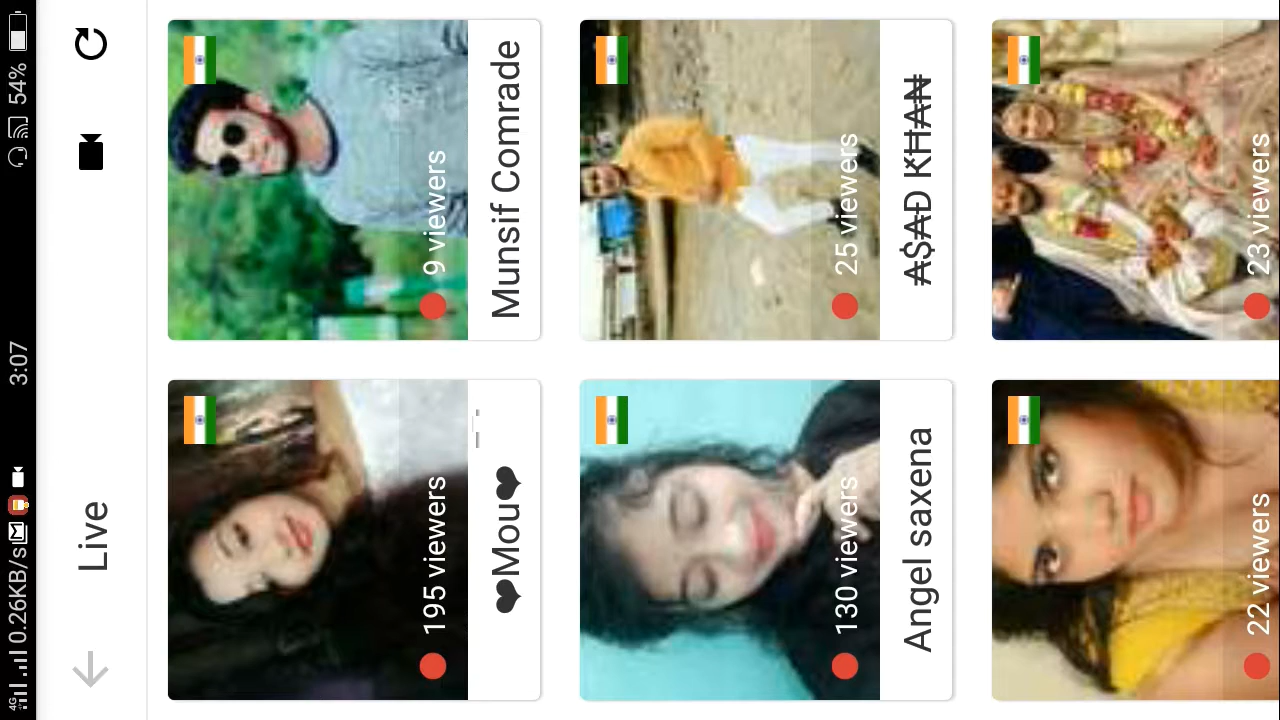 4G 0.26KB/s 3:07 54%
Live
195 viewers
9 viewers
❤Mou❤
Munsif Comrade
130 viewers
25 viewers
Angel saxena
A̶$̶A̶D̶ K̶H̶A̶N̶
22 viewers
23 viewers